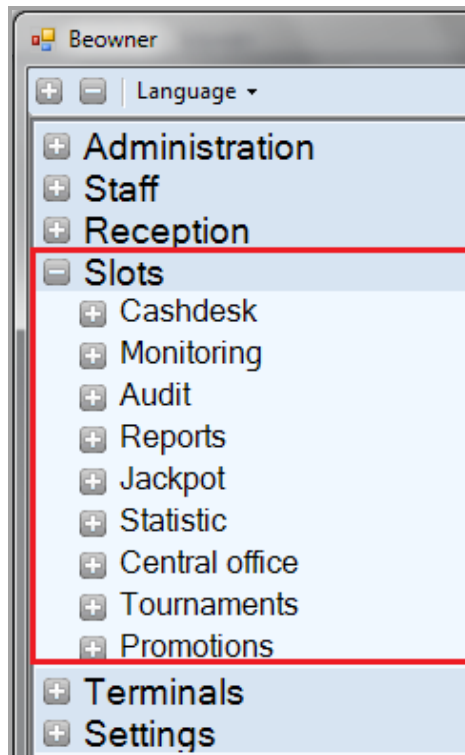 Beowner
Language
Administration
Staff
Reception
Slots
Cashdesk
Monitoring
Audit
Reports
Jackpot
Statistic
Central office
Tournaments
Promotions
Terminals
Settings